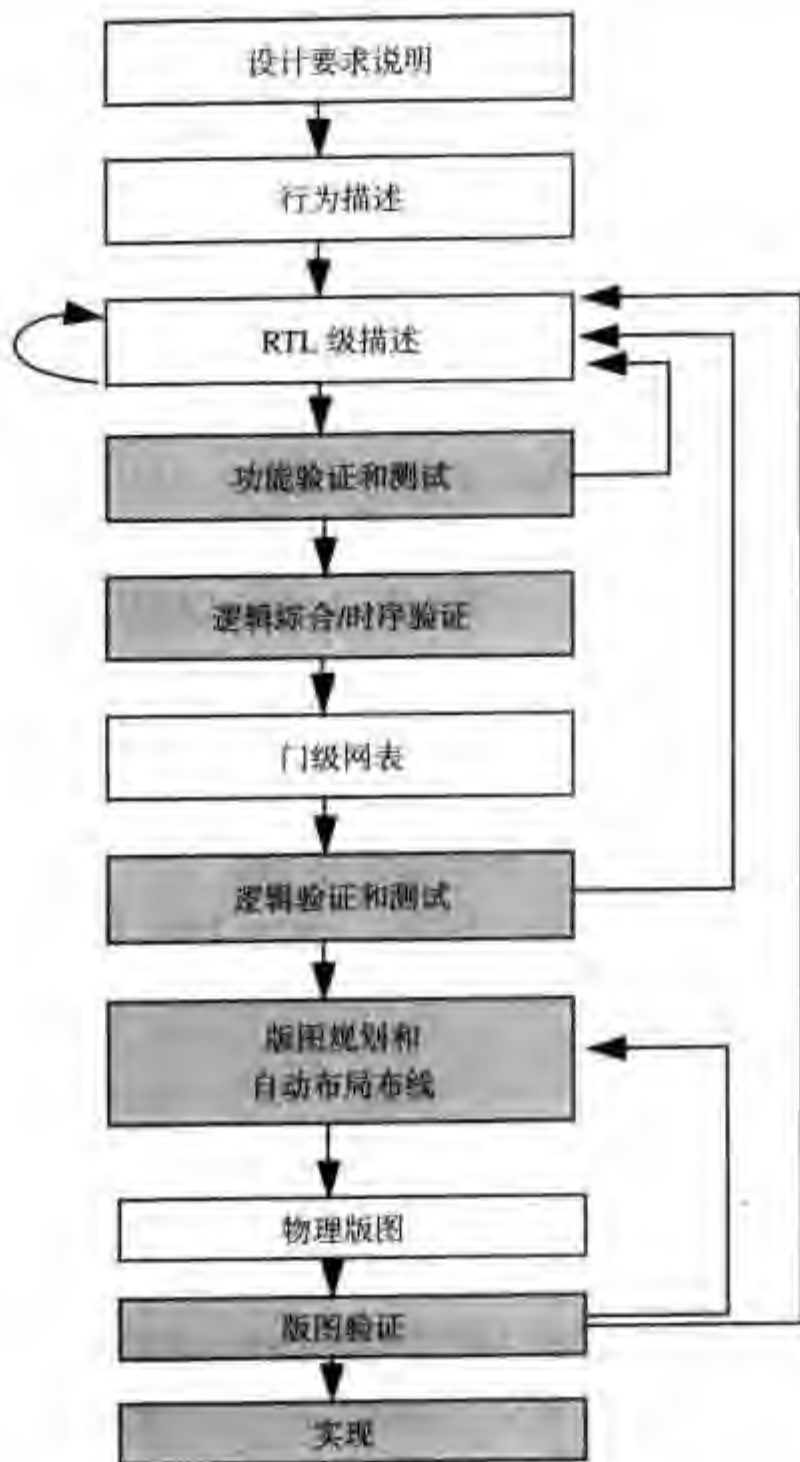 设计要求说明
行为描述
RTL 级描述
功能验证和测试
逻辑综合/时序验证
门级网表
逻辑验证和测试
版图规划和
自动布局布线
物理版图
版图验证
实现